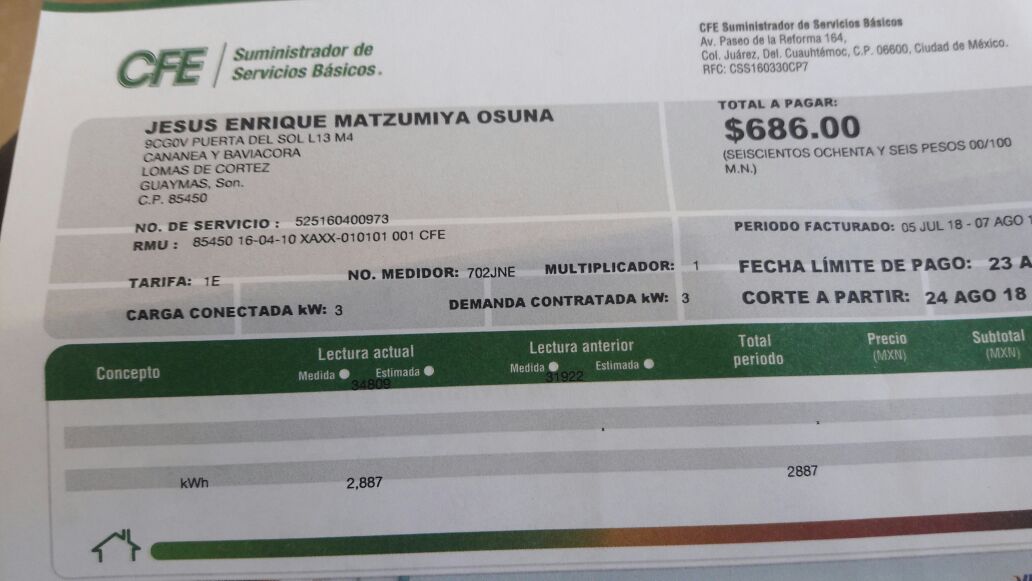 CFE Suministrador de
Servicios Básicos.
CFE Suministrador de Servicios Básicos
Av. Paseo de la Reforma 164,
Col. Juárez, Del. Cuauhtémoc, C.P. 06600, Ciudad de México.
RFC: CSS160330CP7
JESUS ENRIQUE MATZUMIYA OSUNA
9CG0V PUERTA DEL SOL L13 M4
CANANEA Y BAVIACORA
LOMAS DE CORTEZ
GUAYMAS, Son.
C.P. 85450
TOTAL A PAGAR:
$686.00
(SEISCIENTOS OCHENTA Y SEIS PESOS 00/100
M.N.)
NO. DE SERVICIO : 525160400973
RMU : 85450 16-04-10 XAXX-010101 001 CFE
PERIODO FACTURADO: 05 JUL 18 - 07 AGO 1
TARIFA: 1E NO. MEDIDOR: 702JNE MULTIPLICADOR: 1
FECHA LÍMITE DE PAGO: 23 A
CARGA CONECTADA kW: 3 DEMANDA CONTRATADA kW: 3
CORTE A PARTIR: 24 AGO 18
Concepto
Lectura actual
Medida Estimada
34809
Lectura anterior
Medida Estimada
31922
Total
periodo
Precio
(MXN)
Subtotal
(MXN)
kWh 2,887 2887